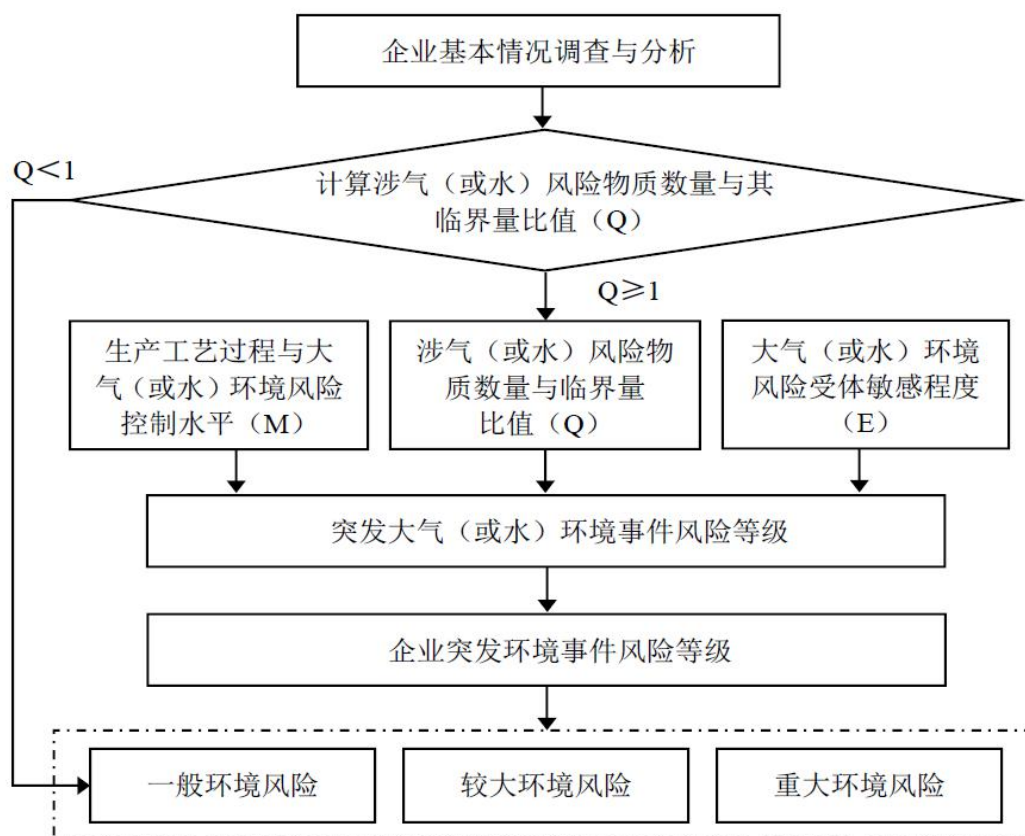 企业基本情况调查与分析
Q<1
计算涉气（或水）风险物质数量与其
临界量比值（Q）
Q≥1
生产工艺过程与大
气（或水）环境风险
控制水平（M）
涉气（或水）风险物
质数量与临界量
比值（Q）
大气（或水）环境
风险受体敏感程度
（E）
突发大气（或水）环境事件风险等级
企业突发环境事件风险等级
一般环境风险
较大环境风险
重大环境风险